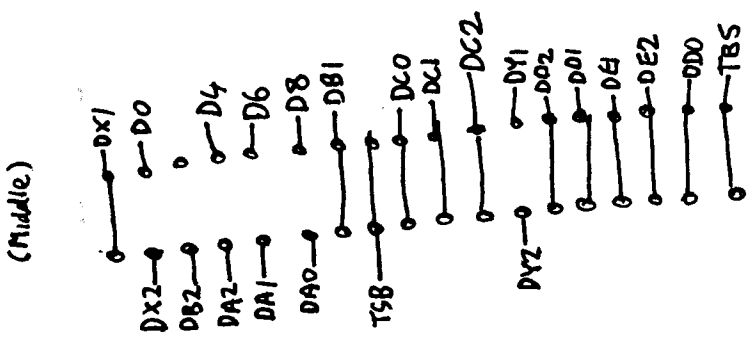 (Middle)
DX1
DX2 D0
DB2
DA2 D4
DA1 D6
DA0 D8
DB1
TSB
DC0
DC1
DC2
DY2 DY1
DD2
DD1
DE1
DE2
DD0
TBS